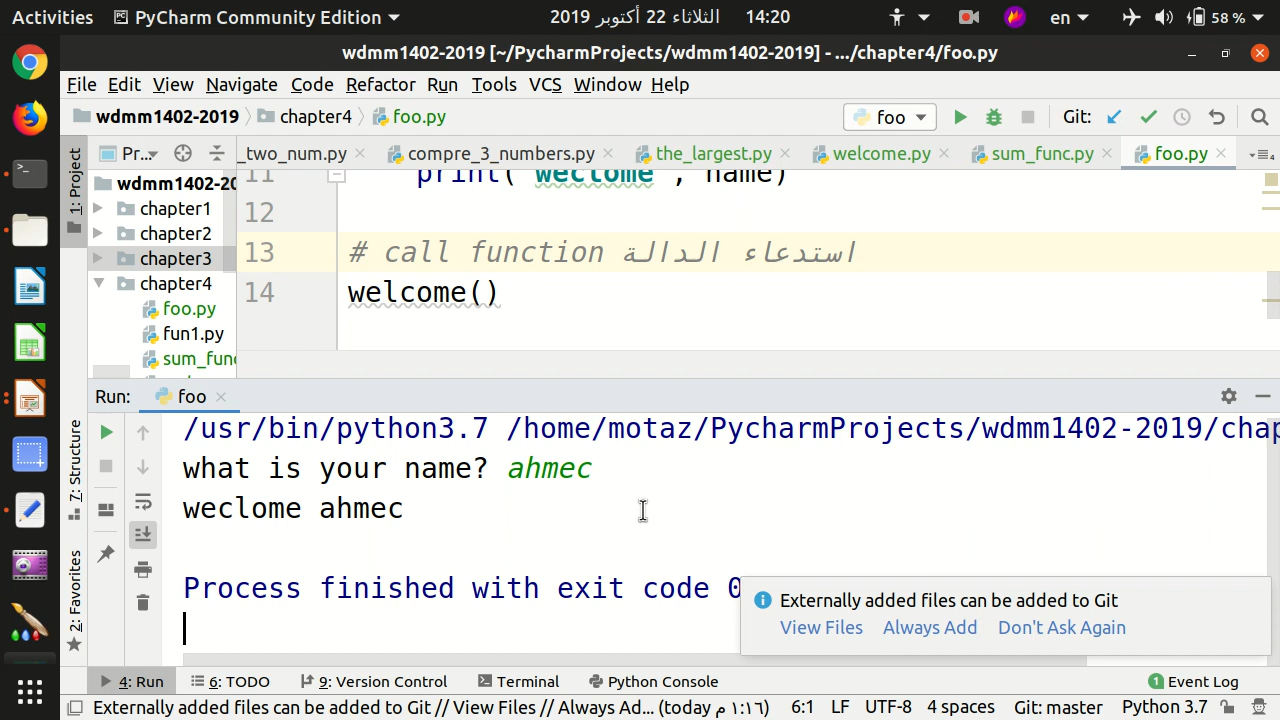 Activities PyCharm Community Edition 2019 الثلاثاء 22 أكتوبر 14:20 en 58 %
wdmm1402-2019 [~/PycharmProjects/wdmm1402-2019] - .../chapter4/foo.py
File Edit View Navigate Code Refactor Run Tools VCS Window Help
wdmm1402-2019 chapter4 foo.py foo Git:
1: Project Pr... _two_num.py compre_3_numbers.py the_largest.py welcome.py sum_func.py foo.py
wdmm1402-20
chapter1
chapter2
chapter3
chapter4
foo.py
fun1.py
sum_fun
11 print("weclome", name)
12
13 # call function استدعاء الدالة
14 welcome()
Run: foo
7: Structure
2: Favorites
/usr/bin/python3.7 /home/motaz/PycharmProjects/wdmm1402-2019/chap
what is your name? ahmec
weclome ahmec
Process finished with exit code 0
Externally added files can be added to Git
View Files Always Add Don't Ask Again
4: Run 6: TODO 9: Version Control Terminal Python Console 1 Event Log
Externally added files can be added to Git // View Files // Always Ad... (today م ١:١٦) 6:1 LF UTF-8 4 spaces Git: master Python 3.7